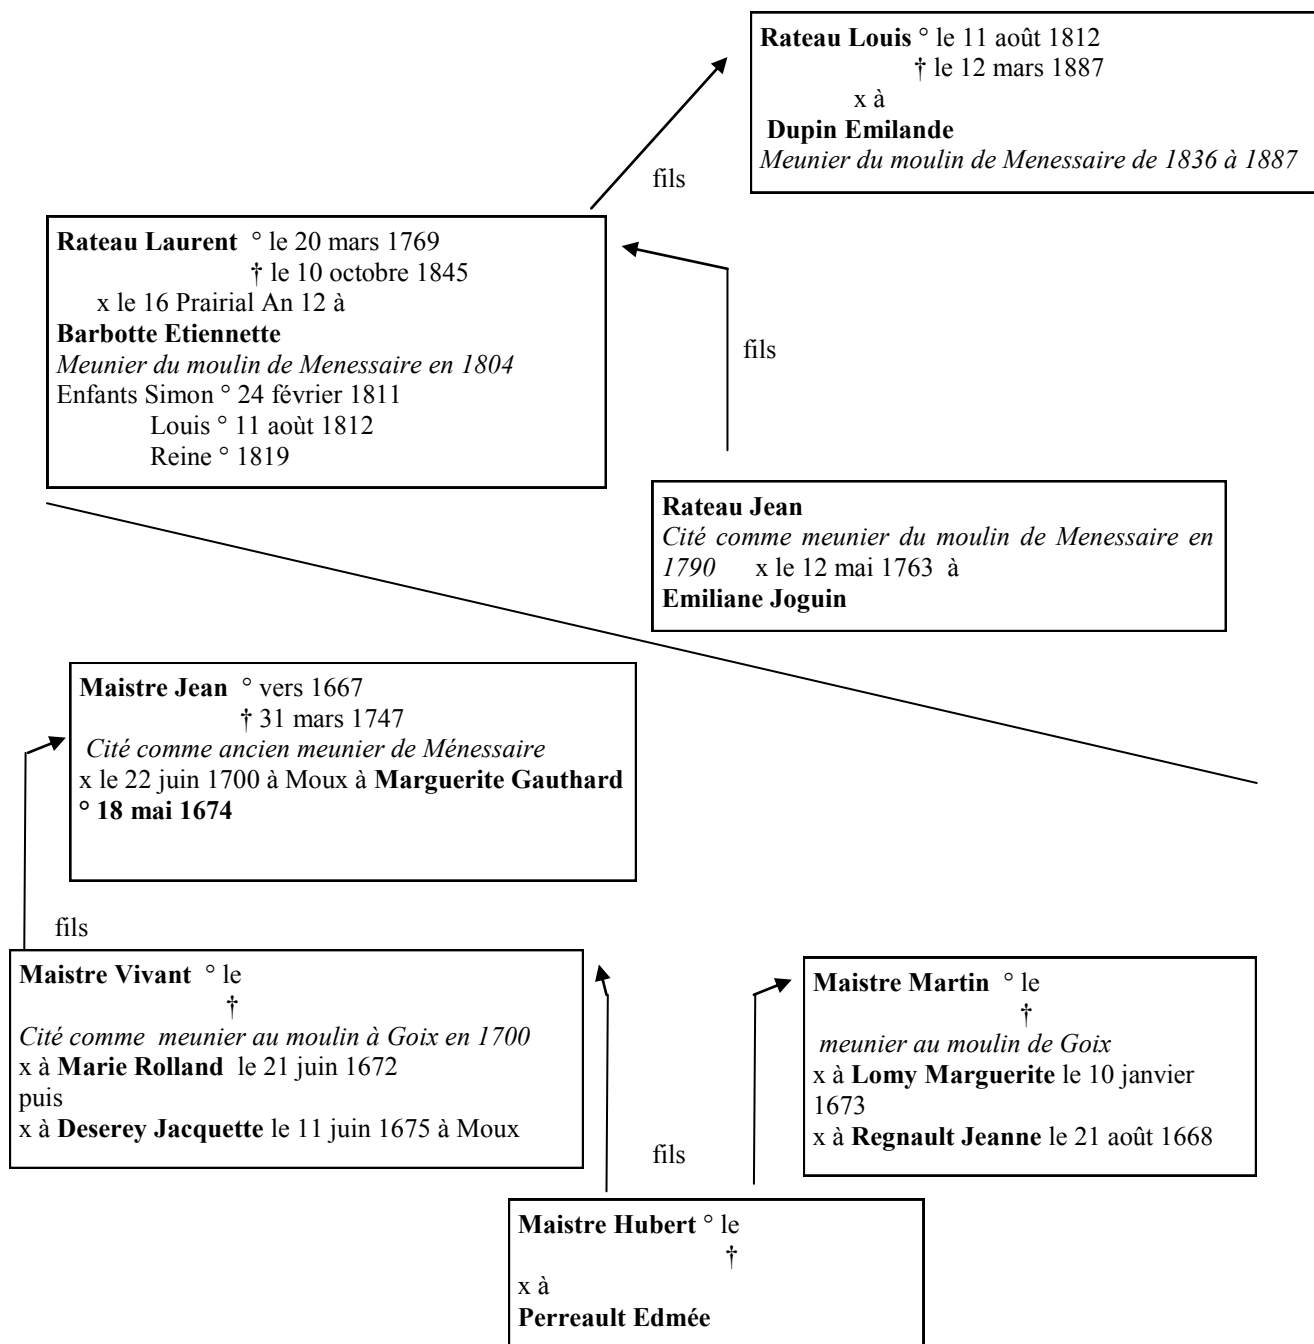 Rateau Louis ° le 11 août 1812
† le 12 mars 1887
x à
Dupin Emilande
Meunier du moulin de Menessaire de 1836 à 1887
fils
Rateau Laurent ° le 20 mars 1769
† le 10 octobre 1845
x le 16 Prairial An 12 à
Barbotte Etiennette
Meunier du moulin de Menessaire en 1804
Enfants Simon ° 24 février 1811
Louis ° 11 aoùt 1812
Reine ° 1819
fils
Rateau Jean
Cité comme meunier du moulin de Menessaire en
1790 x le 12 mai 1763 à
Emiliane Joguin
Maistre Jean ° vers 1667
† 31 mars 1747
Cité comme ancien meunier de Ménessaire
x le 22 juin 1700 à Moux à Marguerite Gauthard
° 18 mai 1674
fils
Maistre Vivant ° le
†
Cité comme meunier au moulin à Goix en 1700
x à Marie Rolland le 21 juin 1672
puis
x à Deserey Jacquette le 11 juin 1675 à Moux
Maistre Martin ° le
†
meunier au moulin de Goix
x à Lomy Marguerite le 10 janvier
1673
x à Regnault Jeanne le 21 août 1668
fils
Maistre Hubert ° le
†
x à
Perreault Edmée